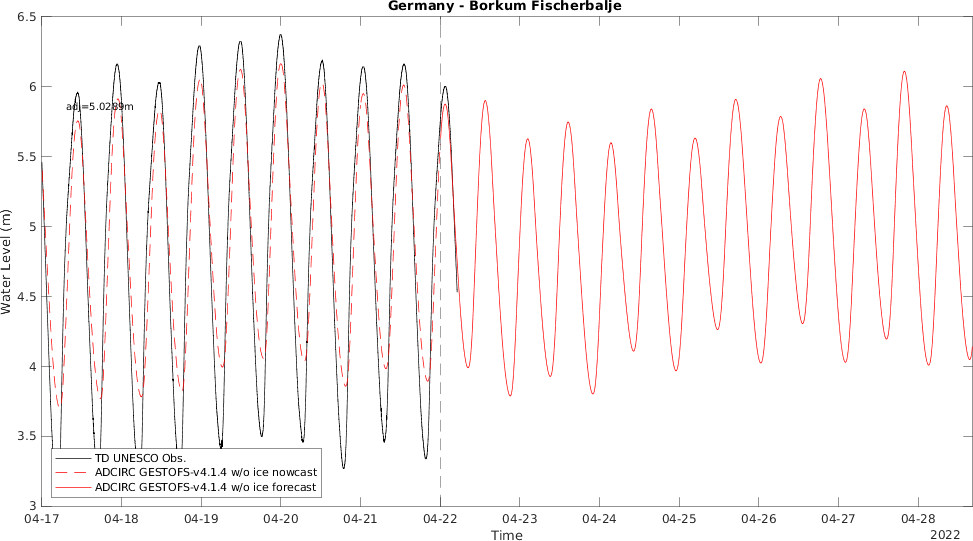 Germany - Borkum Fischerbalje
6.5
6
5.5
5
4.5
4
3.5
3
Water Level (m)
adj=5.0289m
TD UNESCO Obs.
ADCIRC GESTOFS-v4.1.4 w/o ice nowcast
ADCIRC GESTOFS-v4.1.4 w/o ice forecast
04-17 04-18 04-19 04-20 04-21 04-22 04-23 04-24 04-25 04-26 04-27 04-28
Time
2022